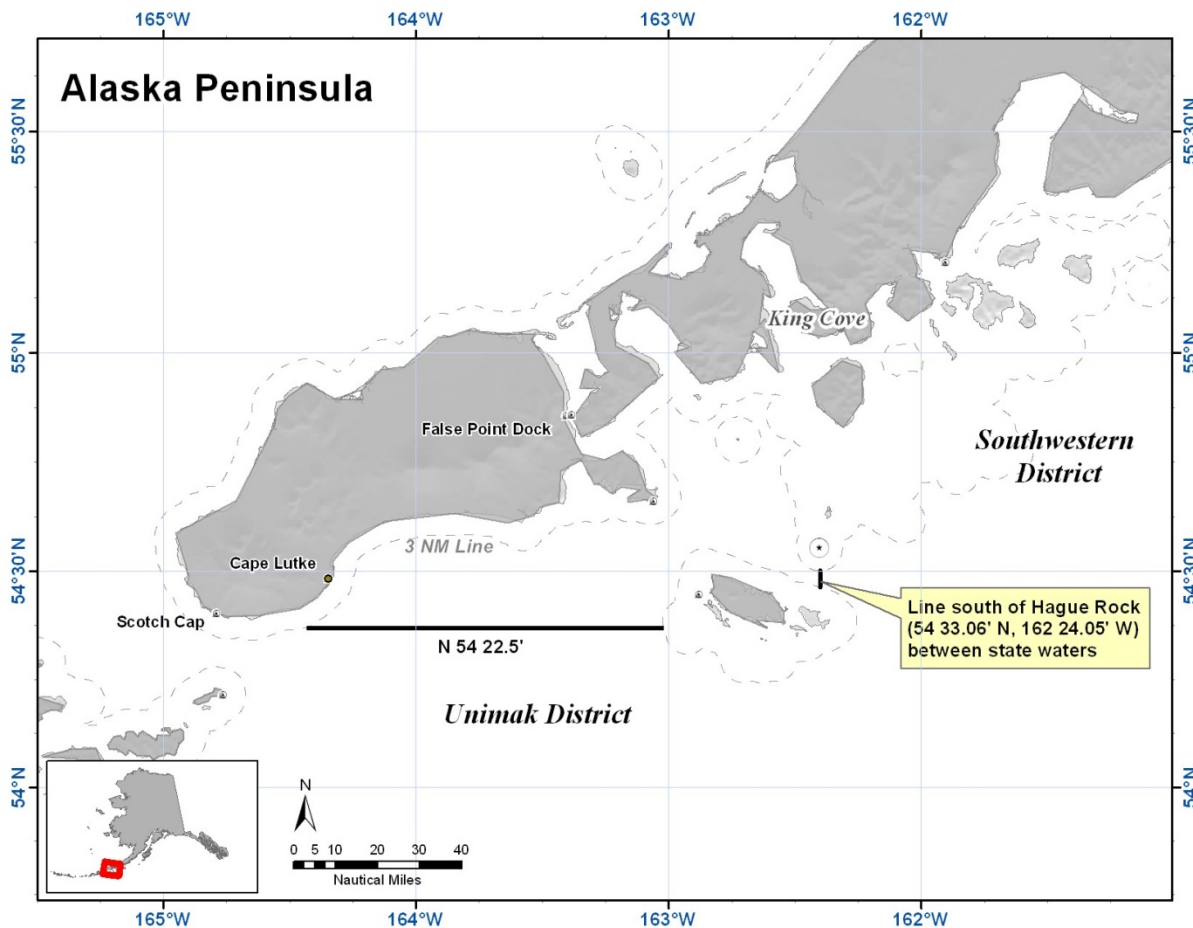 165°W 164°W 163°W 162°W
Alaska Peninsula
55°30'N 55°30'N
King Cove
55°N 55°N
False Point Dock
Southwestern
District
3 NM Line
Cape Lutke
54°30'N 54°30'N
Scotch Cap
Line south of Hague Rock
(54 33.06' N, 162 24.05' W)
between state waters
N 54 22.5'
Unimak District
54°N 54°N
N
0 5 10 20 30 40
Nautical Miles
165°W 164°W 163°W 162°W